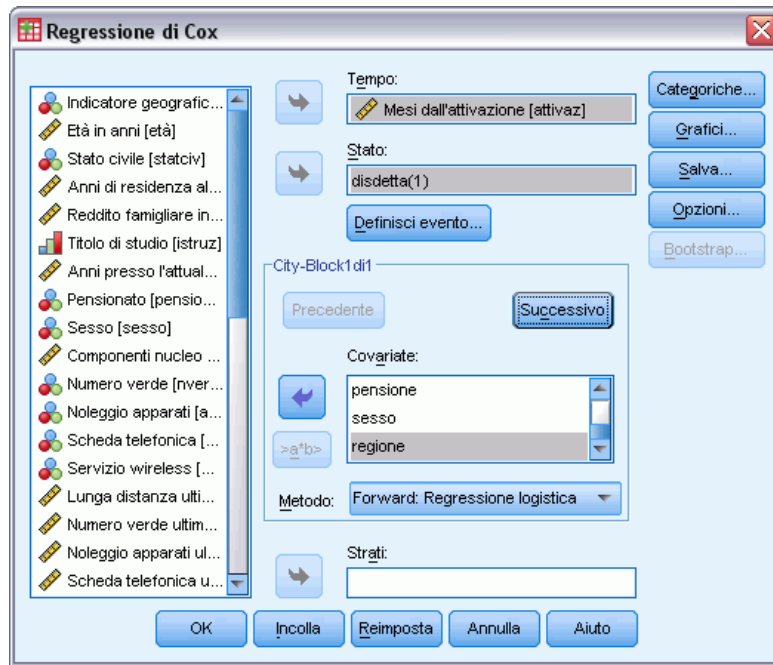 Regressione di Cox
Indicatore geografic...
Età in anni [età]
Stato civile [statciv]
Anni di residenza al...
Reddito famigliare in...
Titolo di studio [istruz]
Anni presso l'attual...
Pensionato [pensio...
Sesso [sesso]
Componenti nucleo ...
Numero verde [nver...
Noleggio apparati [a...
Scheda telefonica [...
Servizio wireless [...
Lunga distanza ulti...
Numero verde ultim...
Noleggio apparati ul...
Scheda telefonica u...
Tempo:
Mesi dall'attivazione [attivaz]
Stato:
disdetta(1)
Definisci evento...
City-Block1di1
Precedente
Successivo
Covariate:
pensione
sesso
regione
>a*b>
Metodo:
Forward: Regressione logistica
Strati:
Categoriche...
Grafici...
Salva...
Opzioni...
Bootstrap...
OK
Incolla
Reimposta
Annulla
Aiuto